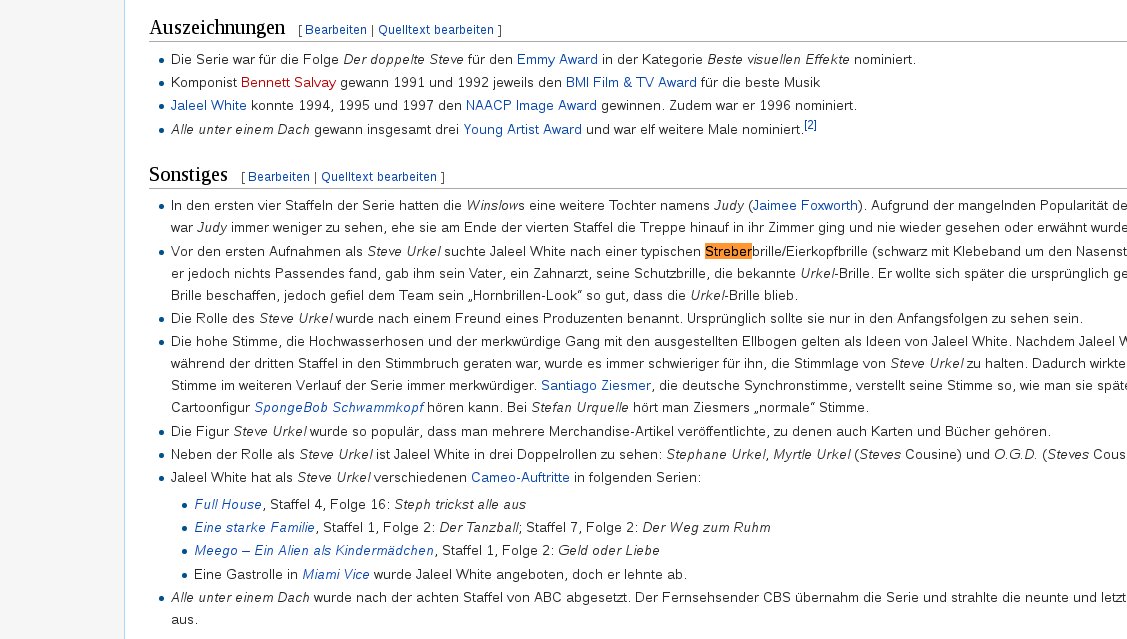 Auszeichnungen [ Bearbeiten | Quelltext bearbeiten ]
Die Serie war für die Folge Der doppelte Steve für den Emmy Award in der Kategorie Beste visuellen Effekte nominiert.
Komponist Bennett Salvay gewann 1991 und 1992 jeweils den BMI Film & TV Award für die beste Musik
Jaleel White konnte 1994, 1995 und 1997 den NAACP Image Award gewinnen. Zudem war er 1996 nominiert.
Alle unter einem Dach gewann insgesamt drei Young Artist Award und war elf weitere Male nominiert.[2]
Sonstiges [ Bearbeiten | Quelltext bearbeiten ]
In den ersten vier Staffeln der Serie hatten die Winslows eine weitere Tochter namens Judy (Jaimee Foxworth). Aufgrund der mangelnden Popularität de
war Judy immer weniger zu sehen, ehe sie am Ende der vierten Staffel die Treppe hinauf in ihr Zimmer ging und nie wieder gesehen oder erwähnt wurde
Vor den ersten Aufnahmen als Steve Urkel suchte Jaleel White nach einer typischen Streberbrille/Eierkopfbrille (schwarz mit Klebeband um den Nasenst
er jedoch nichts Passendes fand, gab ihm sein Vater, ein Zahnarzt, seine Schutzbrille, die bekannte Urkel-Brille. Er wollte sich später die ursprünglich ge
Brille beschaffen, jedoch gefiel dem Team sein „Hornbrillen-Look“ so gut, dass die Urkel-Brille blieb.
Die Rolle des Steve Urkel wurde nach einem Freund eines Produzenten benannt. Ursprünglich sollte sie nur in den Anfangsfolgen zu sehen sein.
Die hohe Stimme, die Hochwasserhosen und der merkwürdige Gang mit den ausgestellten Ellbogen gelten als Ideen von Jaleel White. Nachdem Jaleel W
während der dritten Staffel in den Stimmbruch geraten war, wurde es immer schwieriger für ihn, die Stimmlage von Steve Urkel zu halten. Dadurch wirkte
Stimme im weiteren Verlauf der Serie immer merkwürdiger. Santiago Ziesmer, die deutsche Synchronstimme, verstellt seine Stimme so, wie man sie späte
Cartoonfigur SpongeBob Schwammkopf hören kann. Bei Stefan Urquelle hört man Ziesmers „normale“ Stimme.
Die Figur Steve Urkel wurde so populär, dass man mehrere Merchandise-Artikel veröffentlichte, zu denen auch Karten und Bücher gehören.
Neben der Rolle als Steve Urkel ist Jaleel White in drei Doppelrollen zu sehen: Stephane Urkel, Myrtle Urkel (Steves Cousine) und O.G.D. (Steves Cous
Jaleel White hat als Steve Urkel verschiedenen Cameo-Auftritte in folgenden Serien:
Full House, Staffel 4, Folge 16: Steph trickst alle aus
Eine starke Familie, Staffel 1, Folge 2: Der Tanzball; Staffel 7, Folge 2: Der Weg zum Ruhm
Meego – Ein Alien als Kindermädchen, Staffel 1, Folge 2: Geld oder Liebe
Eine Gastrolle in Miami Vice wurde Jaleel White angeboten, doch er lehnte ab.
Alle unter einem Dach wurde nach der achten Staffel von ABC abgesetzt. Der Fernsehsender CBS übernahm die Serie und strahlte die neunte und letzt
aus.